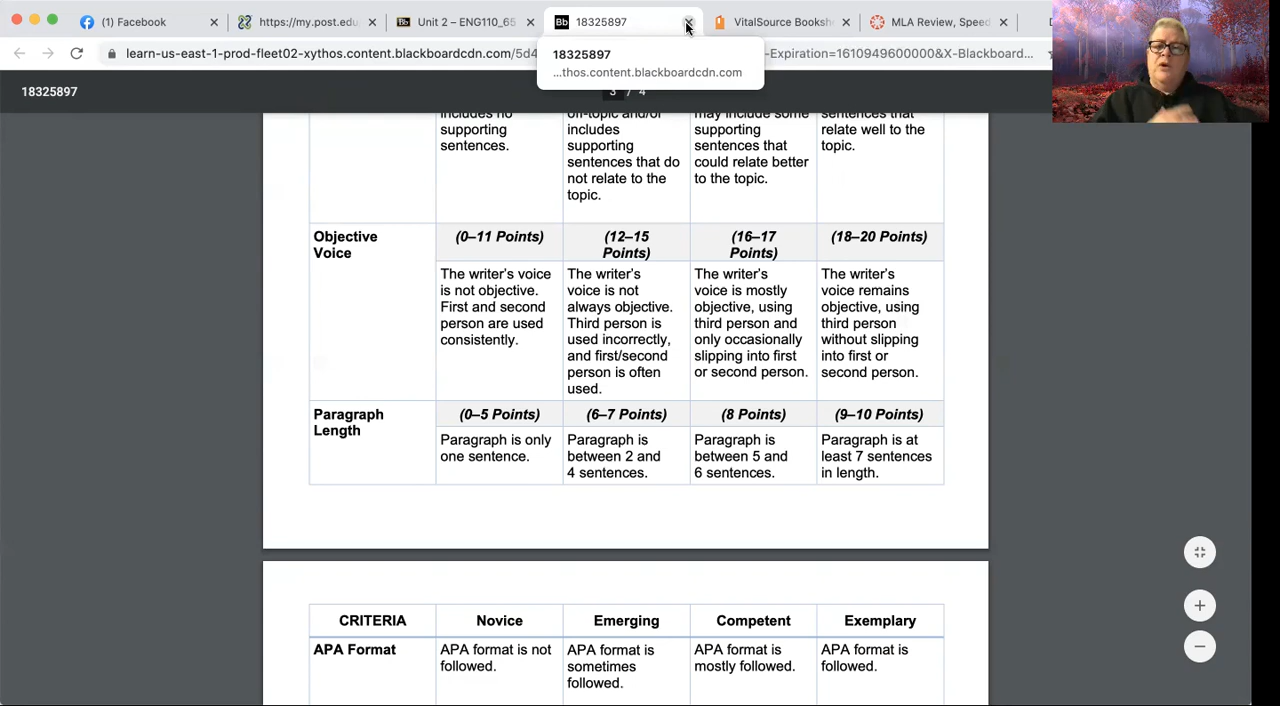 (1) Facebook
https://my.post.edu
Unit 2 – ENG110_65
Bb 18325897
VitalSource Booksh
MLA Review, Speed
learn-us-east-1-prod-fleet02-xythos.content.blackboardcdn.com/5d4
-Expiration=1610949600000&X-Blackboard...
18325897
...thos.content.blackboardcdn.com
18325897
3 / 4
includes no
supporting
sentences.
off-topic and/or
includes
supporting
sentences that do
not relate to the
topic.
may include some
supporting
sentences that
could relate better
to the topic.
sentences that
relate well to the
topic.
Objective
Voice
(0–11 Points)
(12–15
Points)
(16–17
Points)
(18–20 Points)
The writer’s voice
is not objective.
First and second
person are used
consistently.
The writer’s
voice is not
always objective.
Third person is
used incorrectly,
and first/second
person is often
used.
The writer’s
voice is mostly
objective, using
third person and
only occasionally
slipping into first
or second person.
The writer’s
voice remains
objective, using
third person
without slipping
into first or
second person.
Paragraph
Length
(0–5 Points)
(6–7 Points)
(8 Points)
(9–10 Points)
Paragraph is only
one sentence.
Paragraph is
between 2 and
4 sentences.
Paragraph is
between 5 and
6 sentences.
Paragraph is at
least 7 sentences
in length.
CRITERIA
Novice
Emerging
Competent
Exemplary
APA Format
APA format is not
followed.
APA format is
sometimes
followed.
APA format is
mostly followed.
APA format is
followed.